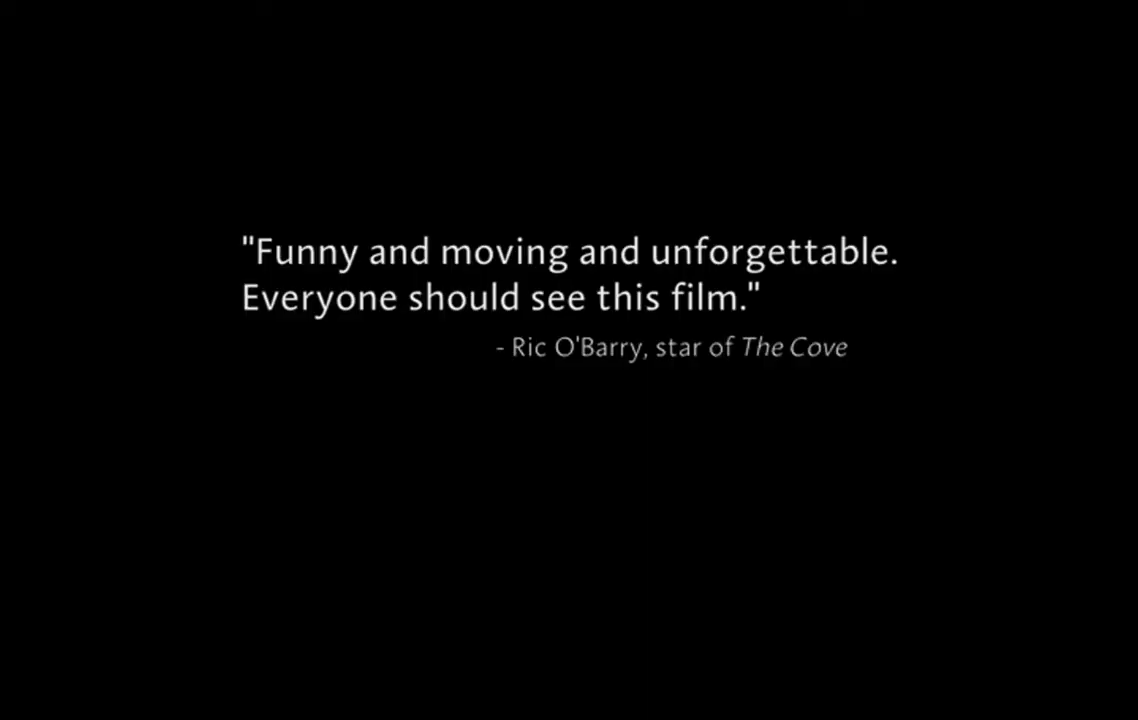 "Funny and moving and unforgettable.
Everyone should see this film."
- Ric O'Barry, star of The Cove